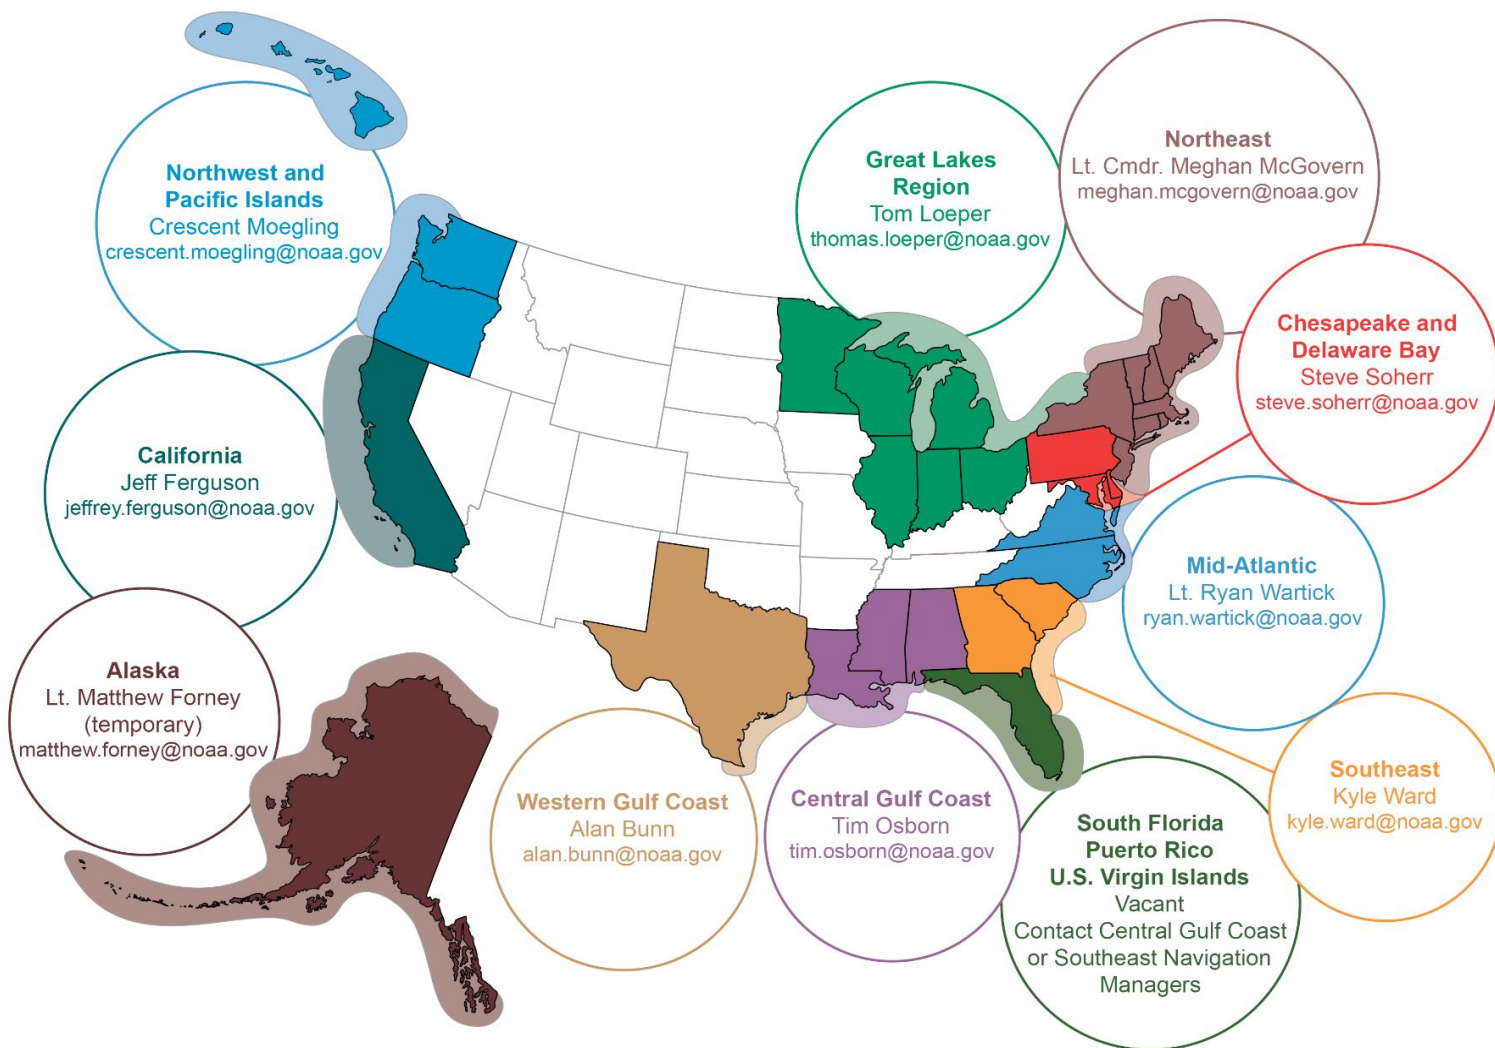 Northwest and
Pacific Islands
Crescent Moegling
crescent.moegling@noaa.gov
Great Lakes
Region
Tom Loeper
thomas.loeper@noaa.gov
Northeast
Lt. Cmdr. Meghan McGovern
meghan.mcgovern@noaa.gov
Chesapeake and
Delaware Bay
Steve Soherr
steve.soherr@noaa.gov
California
Jeff Ferguson
jeffrey.ferguson@noaa.gov
Mid-Atlantic
Lt. Ryan Wartick
ryan.wartick@noaa.gov
Alaska
Lt. Matthew Forney
(temporary)
matthew.forney@noaa.gov
Western Gulf Coast
Alan Bunn
alan.bunn@noaa.gov
Central Gulf Coast
Tim Osborn
tim.osborn@noaa.gov
South Florida
Puerto Rico
U.S. Virgin Islands
Vacant
Contact Central Gulf Coast
or Southeast Navigation
Managers
Southeast
Kyle Ward
kyle.ward@noaa.gov